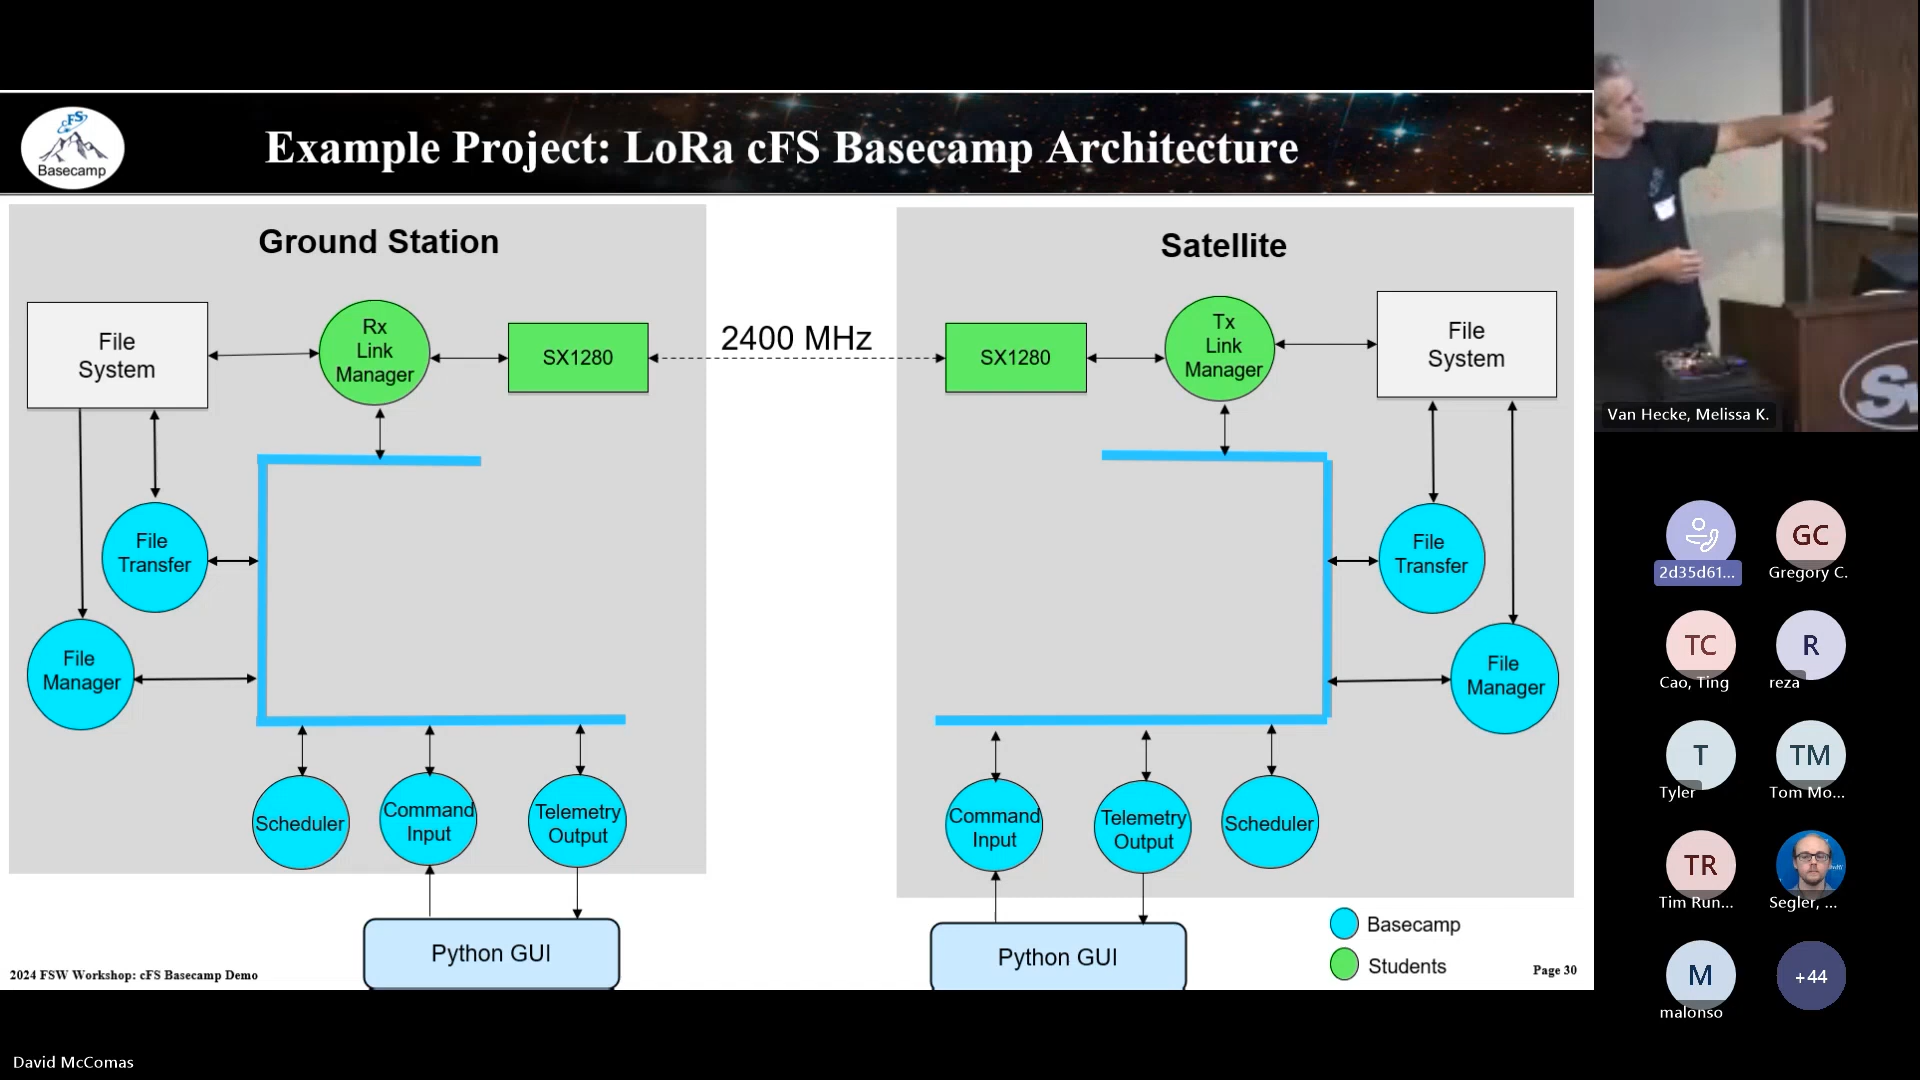 cFS
Basecamp
Example Project: LoRa cFS Basecamp Architecture
Ground Station
File
System
Rx
Link
Manager
SX1280
2400 MHz
File
Transfer
File
Manager
Scheduler
Command
Input
Telemetry
Output
Python GUI
Satellite
SX1280
Tx
Link
Manager
File
System
File
Transfer
File
Manager
Command
Input
Telemetry
Output
Scheduler
Python GUI
Basecamp
Students
2024 FSW Workshop: cFS Basecamp Demo
Page 30
David McComas
Van Hecke, Melissa K.
2d35d61...
GC
Gregory C.
TC
Cao, Ting
R
reza
T
Tyler
TM
Tom Mo...
TR
Tim Run...
Segler, ...
M
malonso
+44